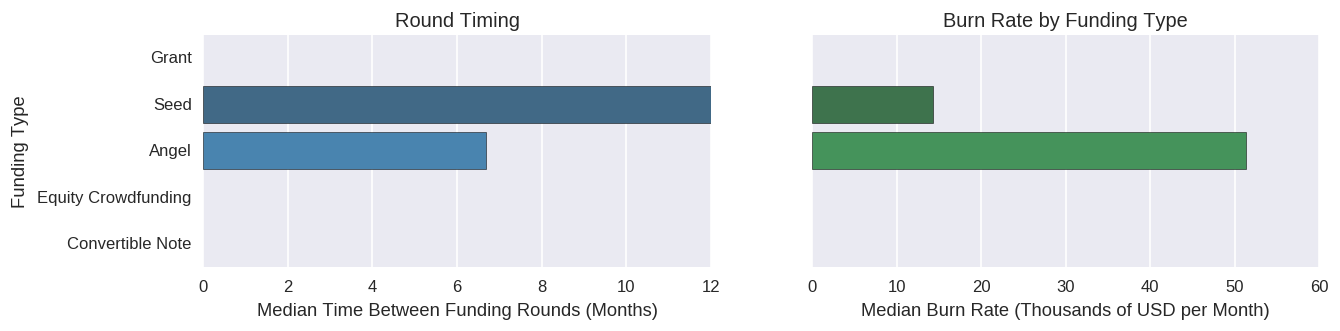 Round Timing
Burn Rate by Funding Type
Funding Type
Grant
Seed
Angel
Equity Crowdfunding
Convertible Note
0 2 4 6 8 10 12
0 10 20 30 40 50 60
Median Time Between Funding Rounds (Months)
Median Burn Rate (Thousands of USD per Month)